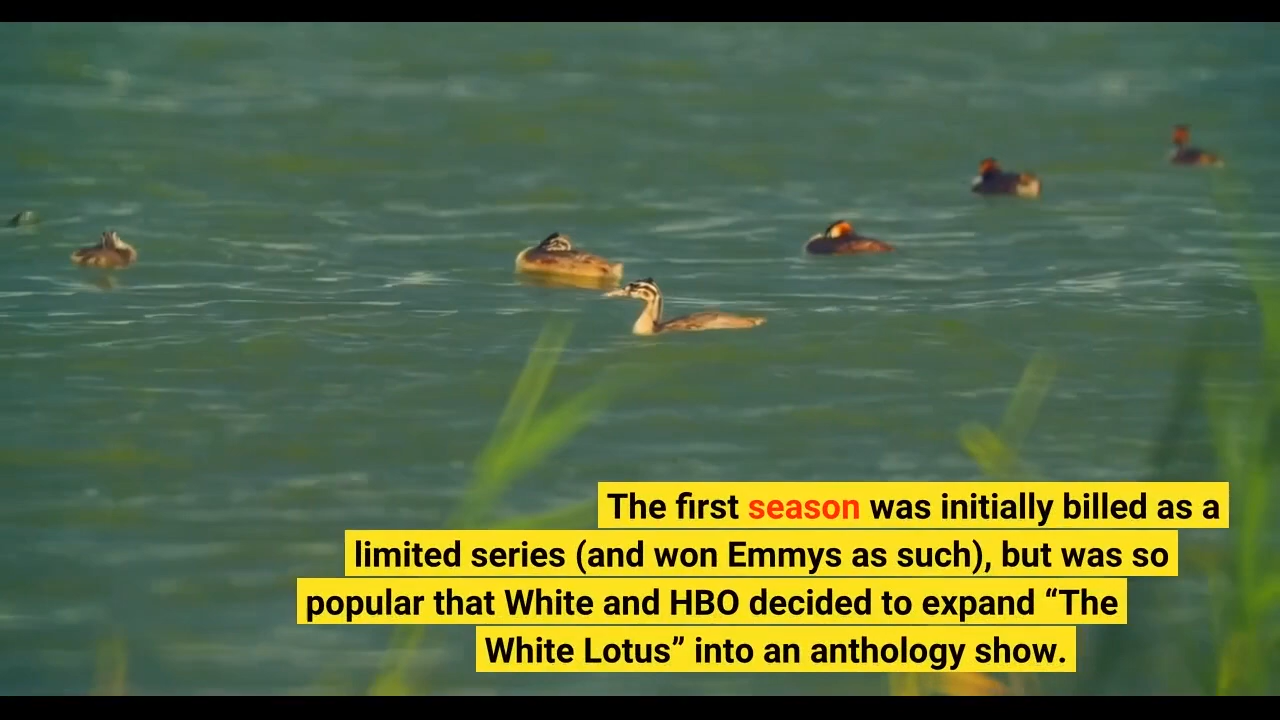 The first season was initially billed as a
limited series (and won Emmys as such), but was so
popular that White and HBO decided to expand “The
White Lotus” into an anthology show.